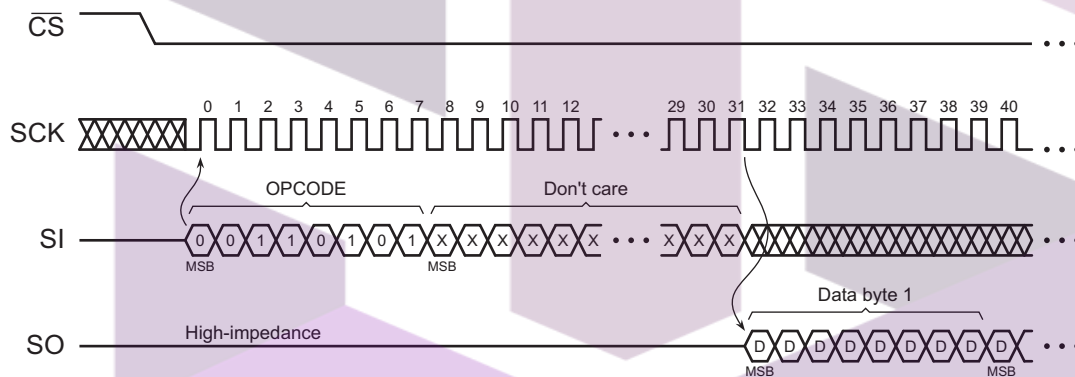 CS
• • •
0 1 2 3 4 5 6 7 8 9 10 11 12 29 30 31 32 33 34 35 36 37 38 39 40
SCK • • • • • •
OPCODE Don't care
SI 0 0 1 1 0 1 0 1 X X X X X X • • • X X X • • •
MSB MSB
Data byte 1
High-impedance
SO D D D D D D D D D • • •
MSB MSB